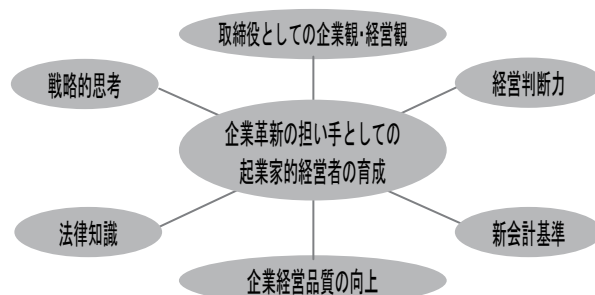 取締役としての企業観・経営観
戦略的思考
経営判断力
企業革新の担い手としての
起業家的経営者の育成
法律知識
新会計基準
企業経営品質の向上